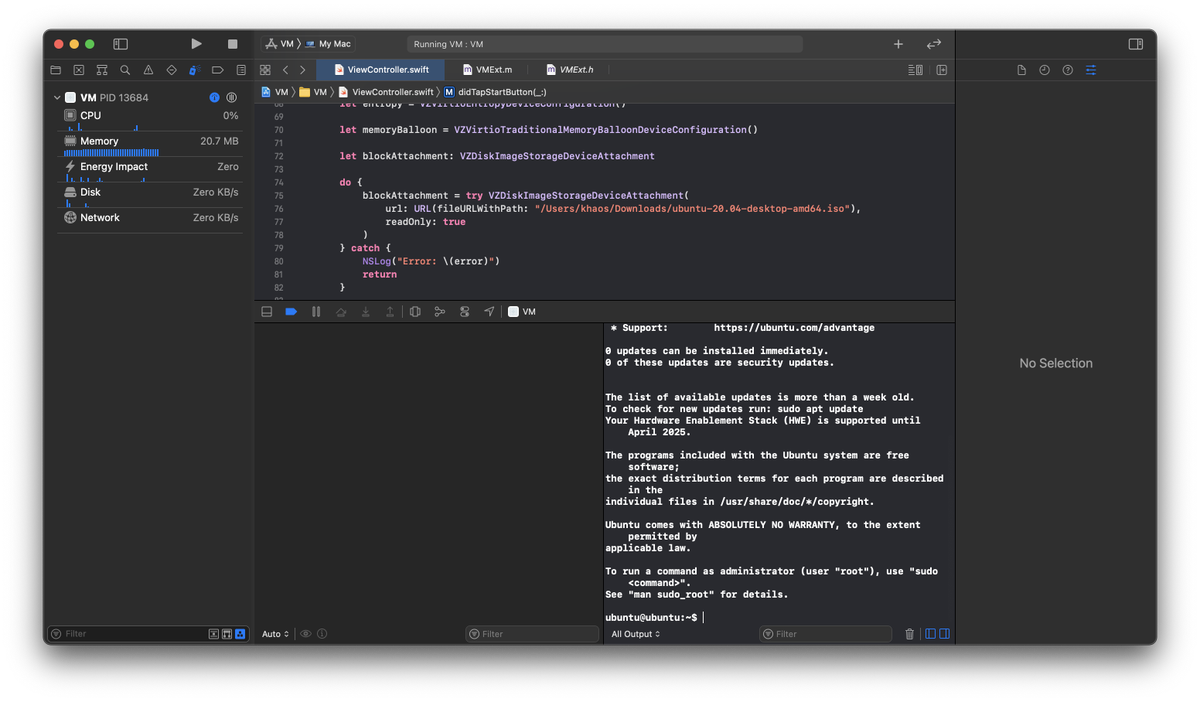 VM 〉 My Mac
Running VM : VM
ViewController.swift
VMExt.m
VMExt.h
VM PID 13684
CPU 0%
Memory 20.7 MB
Energy Impact Zero
Disk Zero KB/s
Network Zero KB/s
VM 〉 VM 〉 ViewController.swift 〉 M didTapStartButton(_:)
68 let entropy = VZVirtioEntropyDeviceConfiguration()
69
70 let memoryBalloon = VZVirtioTraditionalMemoryBalloonDeviceConfiguration()
71
72 let blockAttachment: VZDiskImageStorageDeviceAttachment
73
74 do {
75 blockAttachment = try VZDiskImageStorageDeviceAttachment(
76 url: URL(fileURLWithPath: "/Users/khaos/Downloads/ubuntu-20.04-desktop-amd64.iso"),
77 readOnly: true
78 )
79 } catch {
80 NSLog("Error: \(error)")
81 return
82 }
VM
* Support: https://ubuntu.com/advantage
0 updates can be installed immediately.
0 of these updates are security updates.
The list of available updates is more than a week old.
To check for new updates run: sudo apt update
Your Hardware Enablement Stack (HWE) is supported until
April 2025.
The programs included with the Ubuntu system are free
software;
the exact distribution terms for each program are described
in the
individual files in /usr/share/doc/*/copyright.
Ubuntu comes with ABSOLUTELY NO WARRANTY, to the extent
permitted by
applicable law.
To run a command as administrator (user "root"), use "sudo
<command>".
See "man sudo_root" for details.
ubuntu@ubuntu:~$
No Selection
Filter
Auto
Filter
All Output
Filter